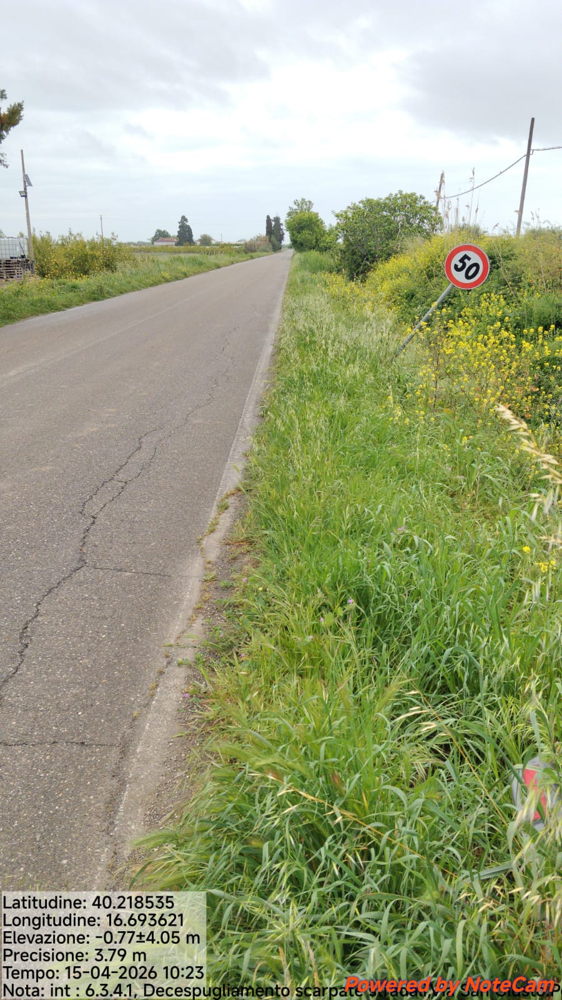 50
Latitudine: 40.218535
Longitudine: 16.693621
Elevazione: -0.77±4.05 m
Precisione: 3.79 m
Tempo: 15-04-2026 10:23
Nota: int : 6.3.4.1, Decespugliamento scarpate
Powered by NoteCam